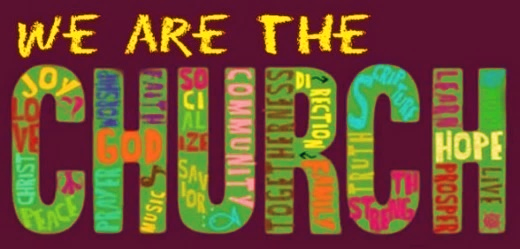 WE ARE THE
CHURCH
JOY
LOVE
CHRIST
PEACE
WORSHIP
FAITH
GOD
PRAYER
MUSIC
SOCIALIZE
SAVIOR
COMMUNITY
TOGETHERNESS
DIRECTION
FAMILY
SCRIPTURE
TRUTH
STRENGTH
LEARN
HOPE
PROSPER
LIVE